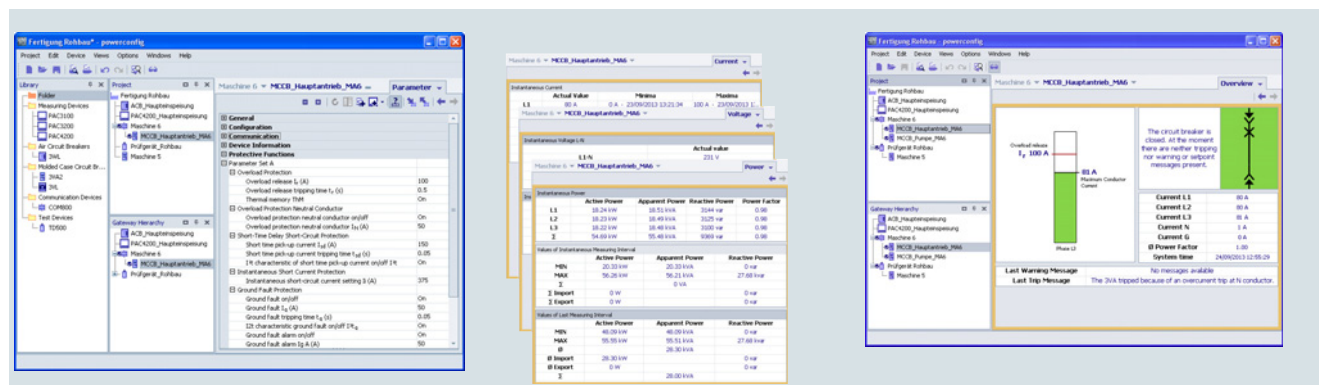 Fertigung Rohbau* - powerconfig
Project Edit Device Views Options Windows Help
Library
Folder
Measuring Devices
PAC3100
PAC3200
PAC4200
Air Circuit Breakers
3WL
Molded Case Circuit Br...
3VA2
3VL
Communication Devices
COM800
Test Devices
TD500
Project
Fertigung Rohbau
ACB_Haupteinspeisung
PAC4200_Haupteinspeisung
Maschine 6
MCCB_Hauptantrieb_MA6
Prüfgerät_Rohbau
Maschine 5
Gateway Hierarchy
ACB_Haupteinspeisung
PAC4200_Haupteinspeisung
Maschine 6
MCCB_Hauptantrieb_MA6
Prüfgerät_Rohbau
Maschine 6 MCCB_Hauptantrieb_MA6 Parameter
General
Configuration
Communication
Device Information
Protective Functions
Parameter Set A
Overload Protection
Overload release Ir (A) 100
Overload release tripping time tr (s) 0.5
Thermal memory ThM On
Overload Protection Neutral Conductor
Overload protection neutral conductor on/off On
Overload protection neutral conductor IN (A) 50
Short-Time Delay Short-Circuit Protection
Short time pick-up current Isd (A) 150
Short time pick-up current tripping time tsd (s) 0.05
I²t characteristic of short time pick-up current on/off I²t On
Instantaneous Short Current Protection
Instantaneous short-circuit current setting Ii (A) 375
Ground Fault Protection
Ground fault on/off On
Ground fault Ig (A) 50
Ground fault tripping time tg (s) 0.05
I2t characteristic ground fault on/off I²tg On
Ground fault alarm on/off On
Ground fault alarm Ig A (A) 50
Maschine 6 MCCB_Hauptantrieb_MA6 Current
Instantaneous Current
Actual Value Minima Maxima
L1 80 A 0 A - 23/09/2013 13:21:34 100 A - 23/09/2013 1...
Maschine 6 MCCB_Hauptantrieb_MA6 Voltage
Instantaneous Voltage L-N
Actual value
L1-N 231 V
Maschine 6 MCCB_Hauptantrieb_MA6 Power
Instantaneous Power
Active Power Apparent Power Reactive Power Power Factor
L1 18.24 kW 18.51 kVA 3144 var 0.98
L2 18.23 kW 18.49 kVA 3125 var 0.98
L3 18.22 kW 18.48 kVA 3100 var 0.98
Σ 54.69 kW 55.48 kVA 9369 var 0.98
Values of Instantaneous Measuring Interval
Active Power Apparent Power Reactive Power
MIN 20.33 kW 20.33 kVA 0 var
MAX 56.26 kW 56.26 kVA 27.68 kvar
Σ 0 VA
Σ Import 0 W 0 var
Σ Export 0 W 0 var
Values of Last Measuring Interval
Active Power Apparent Power Reactive Power
MIN 40.09 kW 40.09 kVA 0 var
MAX 55.55 kW 55.51 kVA 27.68 kvar
Ø 28.30 kVA
Ø Import 28.30 kW 0 var
Ø Export 0 W 0 var
Σ 28.00 kVA
Fertigung Rohbau - powerconfig
Project Edit Device Views Options Windows Help
Project
Fertigung Rohbau
ACB_Haupteinspeisung
PAC4200_Haupteinspeisung
Maschine 6
MCCB_Hauptantrieb_MA6
MCCB_Pumpe_MA6
Prüfgerät_Rohbau
Maschine 5
Gateway Hierarchy
ACB_Haupteinspeisung
PAC4200_Haupteinspeisung
Maschine 6
MCCB_Hauptantrieb_MA6
MCCB_Pumpe_MA6
Prüfgerät_Rohbau
Maschine 5
Maschine 6 MCCB_Hauptantrieb_MA6 Overview
Overload release
Ir 100 A
81 A
Maximum Conductor
Current
Phase L3
The circuit breaker is
closed. At the moment
there are neither tripping
nor warning or setpoint
messages present.
Current L1 80 A
Current L2 80 A
Current L3 81 A
Current N 1 A
Current G 0 A
Ø Power Factor 1.00
System time 24/09/2013 12:55:29
Last Warning Message No messages available
Last Trip Message The 3VA tripped because of an overcurrent trip at N conductor.